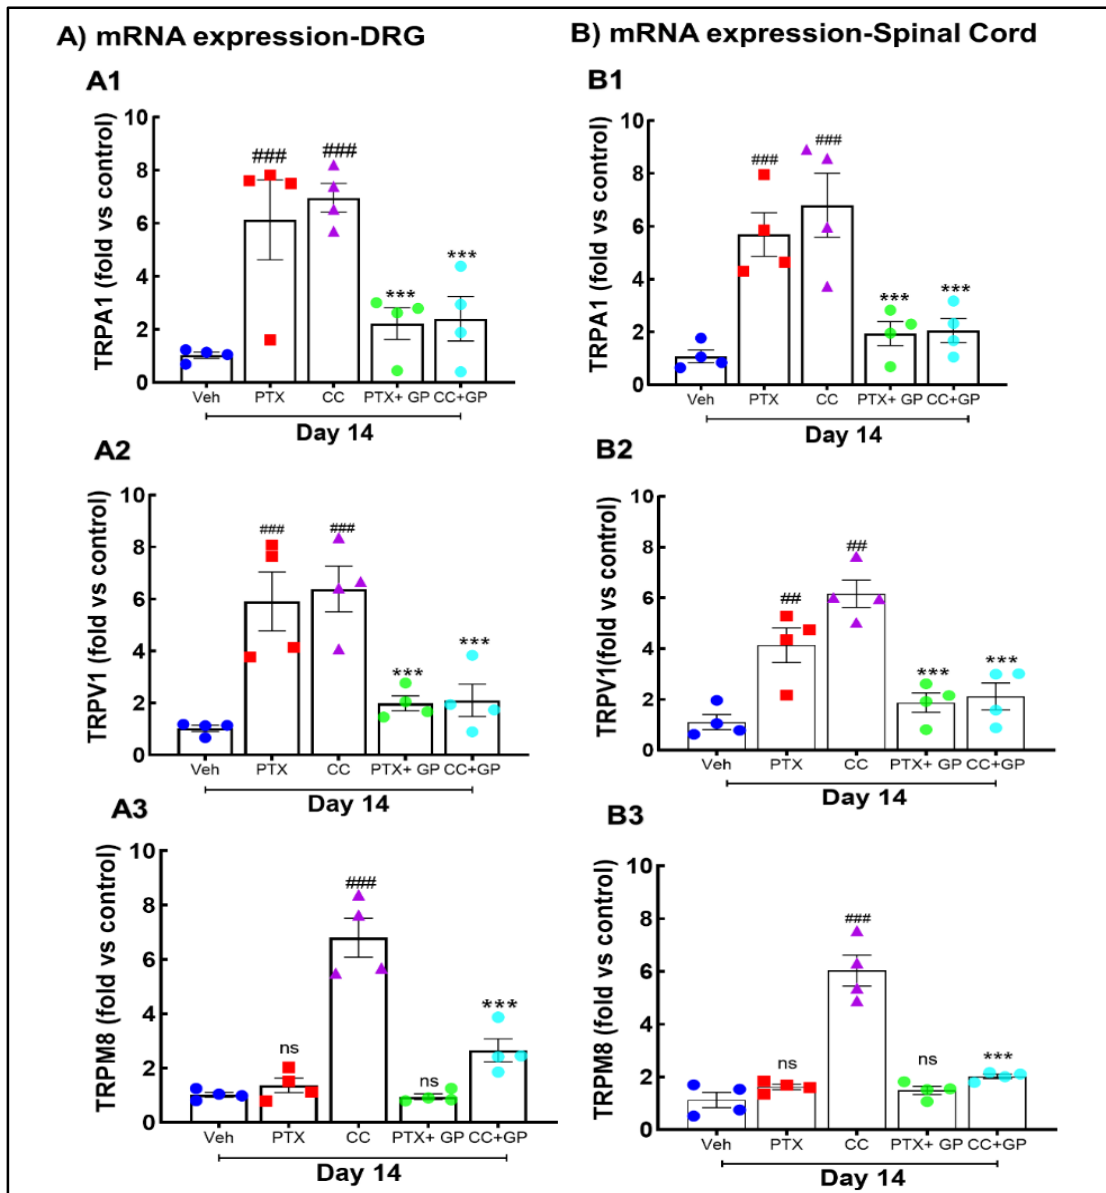 A) mRNA expression-DRG
B) mRNA expression-Spinal Cord
A1
TRPA1 (fold vs control)
10
8
6
4
2
0
###
###
***
***
Veh PTX CC PTX+ GP CC+GP
Day 14
B1
TRPA1 (fold vs control)
10
8
6
4
2
0
###
###
***
***
Veh PTX CC PTX+ GP CC+GP
Day 14
A2
TRPV1 (fold vs control)
10
8
6
4
2
0
###
###
***
***
Veh PTX CC PTX+ GP CC+GP
Day 14
B2
TRPV1(fold vs control)
10
8
6
4
2
0
##
##
***
***
Veh PTX CC PTX+ GP CC+GP
Day 14
A3
TRPM8 (fold vs control)
10
8
6
4
2
0
ns
###
ns
***
Veh PTX CC PTX+ GP CC+GP
Day 14
B3
TRPM8 (fold vs control)
10
8
6
4
2
0
ns
###
ns
***
Veh PTX CC PTX+ GP CC+GP
Day 14